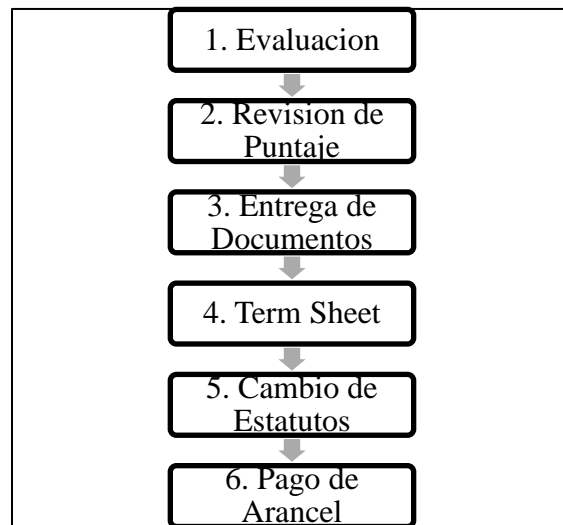 1. Evaluacion
2. Revision de
Puntaje
3. Entrega de
Documentos
4. Term Sheet
5. Cambio de
Estatutos
6. Pago de
Arancel